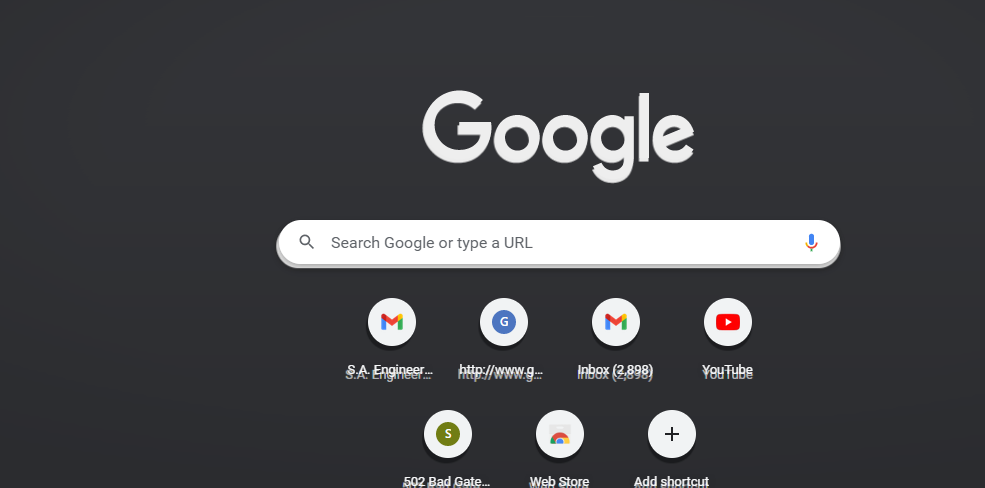 Google
Search Google or type a URL
S.A. Engineer... http://www.g... Inbox (2,898) YouTube
502 Bad Gate... Web Store Add shortcut